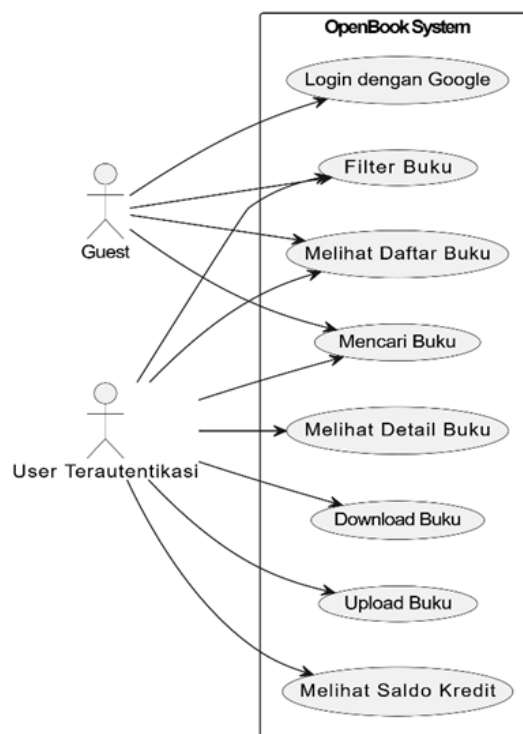 OpenBook System
Login dengan Google
Filter Buku
Guest
Melihat Daftar Buku
Mencari Buku
User Terautentikasi
Melihat Detail Buku
Download Buku
Upload Buku
Melihat Saldo Kredit